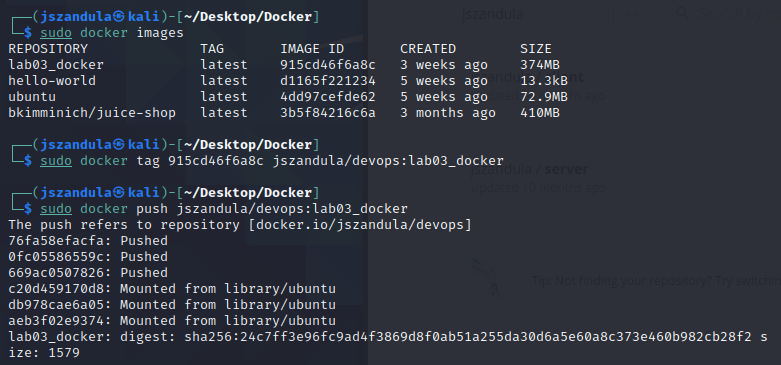 jszandula
┌──(jszandula㉿kali)-[~/Desktop/Docker]
└─$ sudo docker images
REPOSITORY TAG IMAGE ID CREATED SIZE
lab03_docker latest 915cd46f6a8c 3 weeks ago 374MB
hello-world latest d1165f221234 5 weeks ago 13.3kB
ubuntu latest 4dd97cefde62 5 weeks ago 72.9MB
bkimminich/juice-shop latest 3b5f84216c6a 3 months ago 410MB
┌──(jszandula㉿kali)-[~/Desktop/Docker]
└─$ sudo docker tag 915cd46f6a8c jszandula/devops:lab03_docker
jszandula / server
Updated 10 months ago
┌──(jszandula㉿kali)-[~/Desktop/Docker]
└─$ sudo docker push jszandula/devops:lab03_docker
The push refers to repository [docker.io/jszandula/devops]
76fa58efacfa: Pushed
0fc05586559c: Pushed
669ac0507826: Pushed
Tip: Not finding your repository? Try switching
c20d459170d8: Mounted from library/ubuntu
db978cae6a05: Mounted from library/ubuntu
aeb3f02e9374: Mounted from library/ubuntu
lab03_docker: digest: sha256:24c7ff3e96fc9ad4f3869d8f0ab51a255da30d6a5e60a8c373e460b982cb28f2 s
ize: 1579